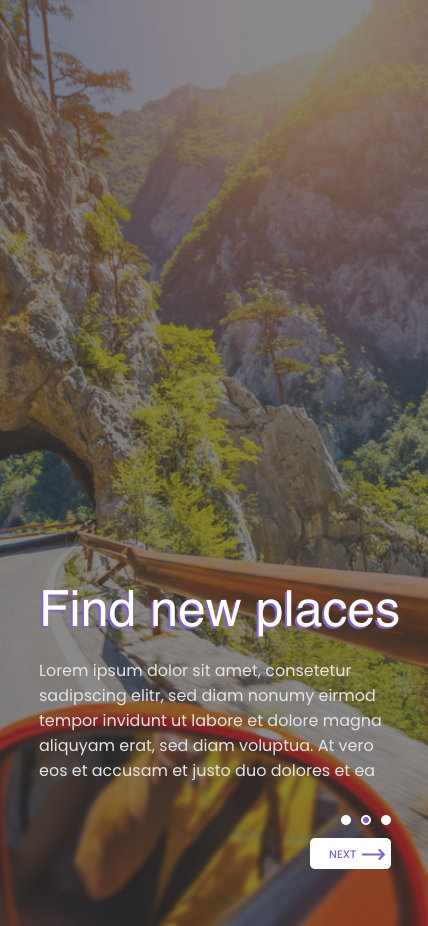 Find new places
Lorem ipsum dolor sit amet, consetetur
sadipscing elitr, sed diam nonumy eirmod
tempor invidunt ut labore et dolore magna
aliquyam erat, sed diam voluptua. At vero
eos et accusam et justo duo dolores et ea
NEXT